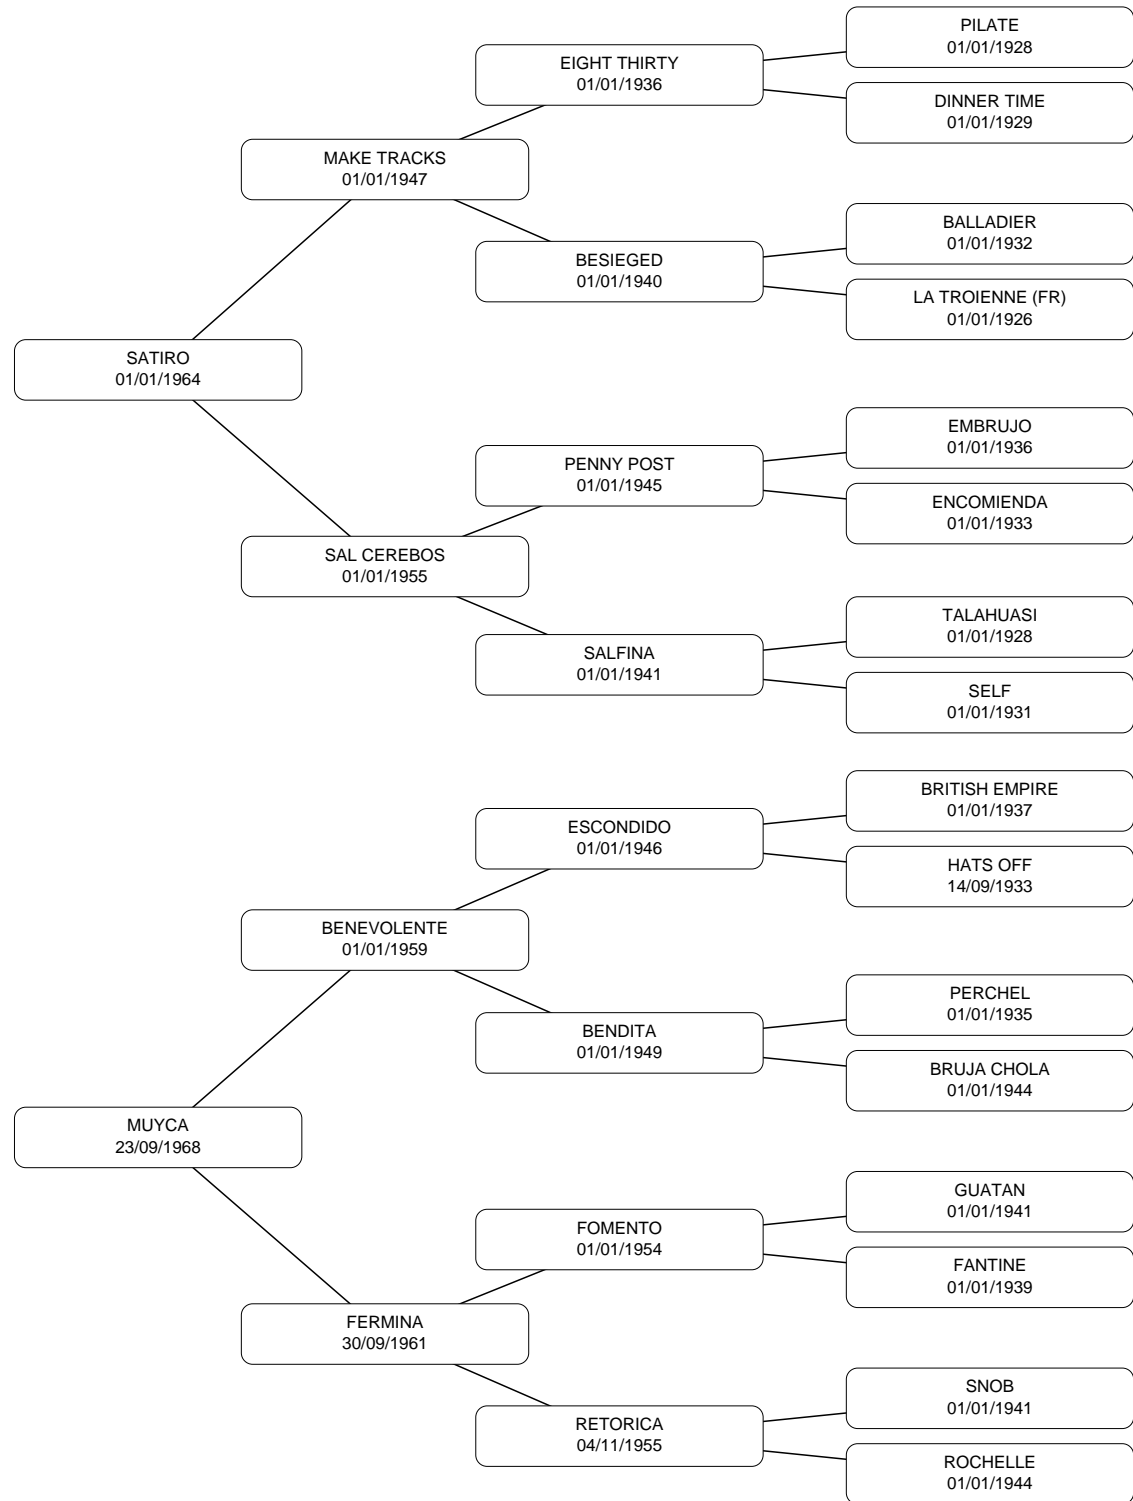 PILATE
01/01/1928
EIGHT THIRTY
01/01/1936
DINNER TIME
01/01/1929
MAKE TRACKS
01/01/1947
BALLADIER
01/01/1932
BESIEGED
01/01/1940
LA TROIENNE (FR)
01/01/1926
SATIRO
01/01/1964
EMBRUJO
01/01/1936
PENNY POST
01/01/1945
ENCOMIENDA
01/01/1933
SAL CEREBOS
01/01/1955
TALAHUASI
01/01/1928
SALFINA
01/01/1941
SELF
01/01/1931
BRITISH EMPIRE
01/01/1937
ESCONDIDO
01/01/1946
HATS OFF
14/09/1933
BENEVOLENTE
01/01/1959
PERCHEL
01/01/1935
BENDITA
01/01/1949
BRUJA CHOLA
01/01/1944
MUYCA
23/09/1968
GUATAN
01/01/1941
FOMENTO
01/01/1954
FANTINE
01/01/1939
FERMINA
30/09/1961
SNOB
01/01/1941
RETORICA
04/11/1955
ROCHELLE
01/01/1944